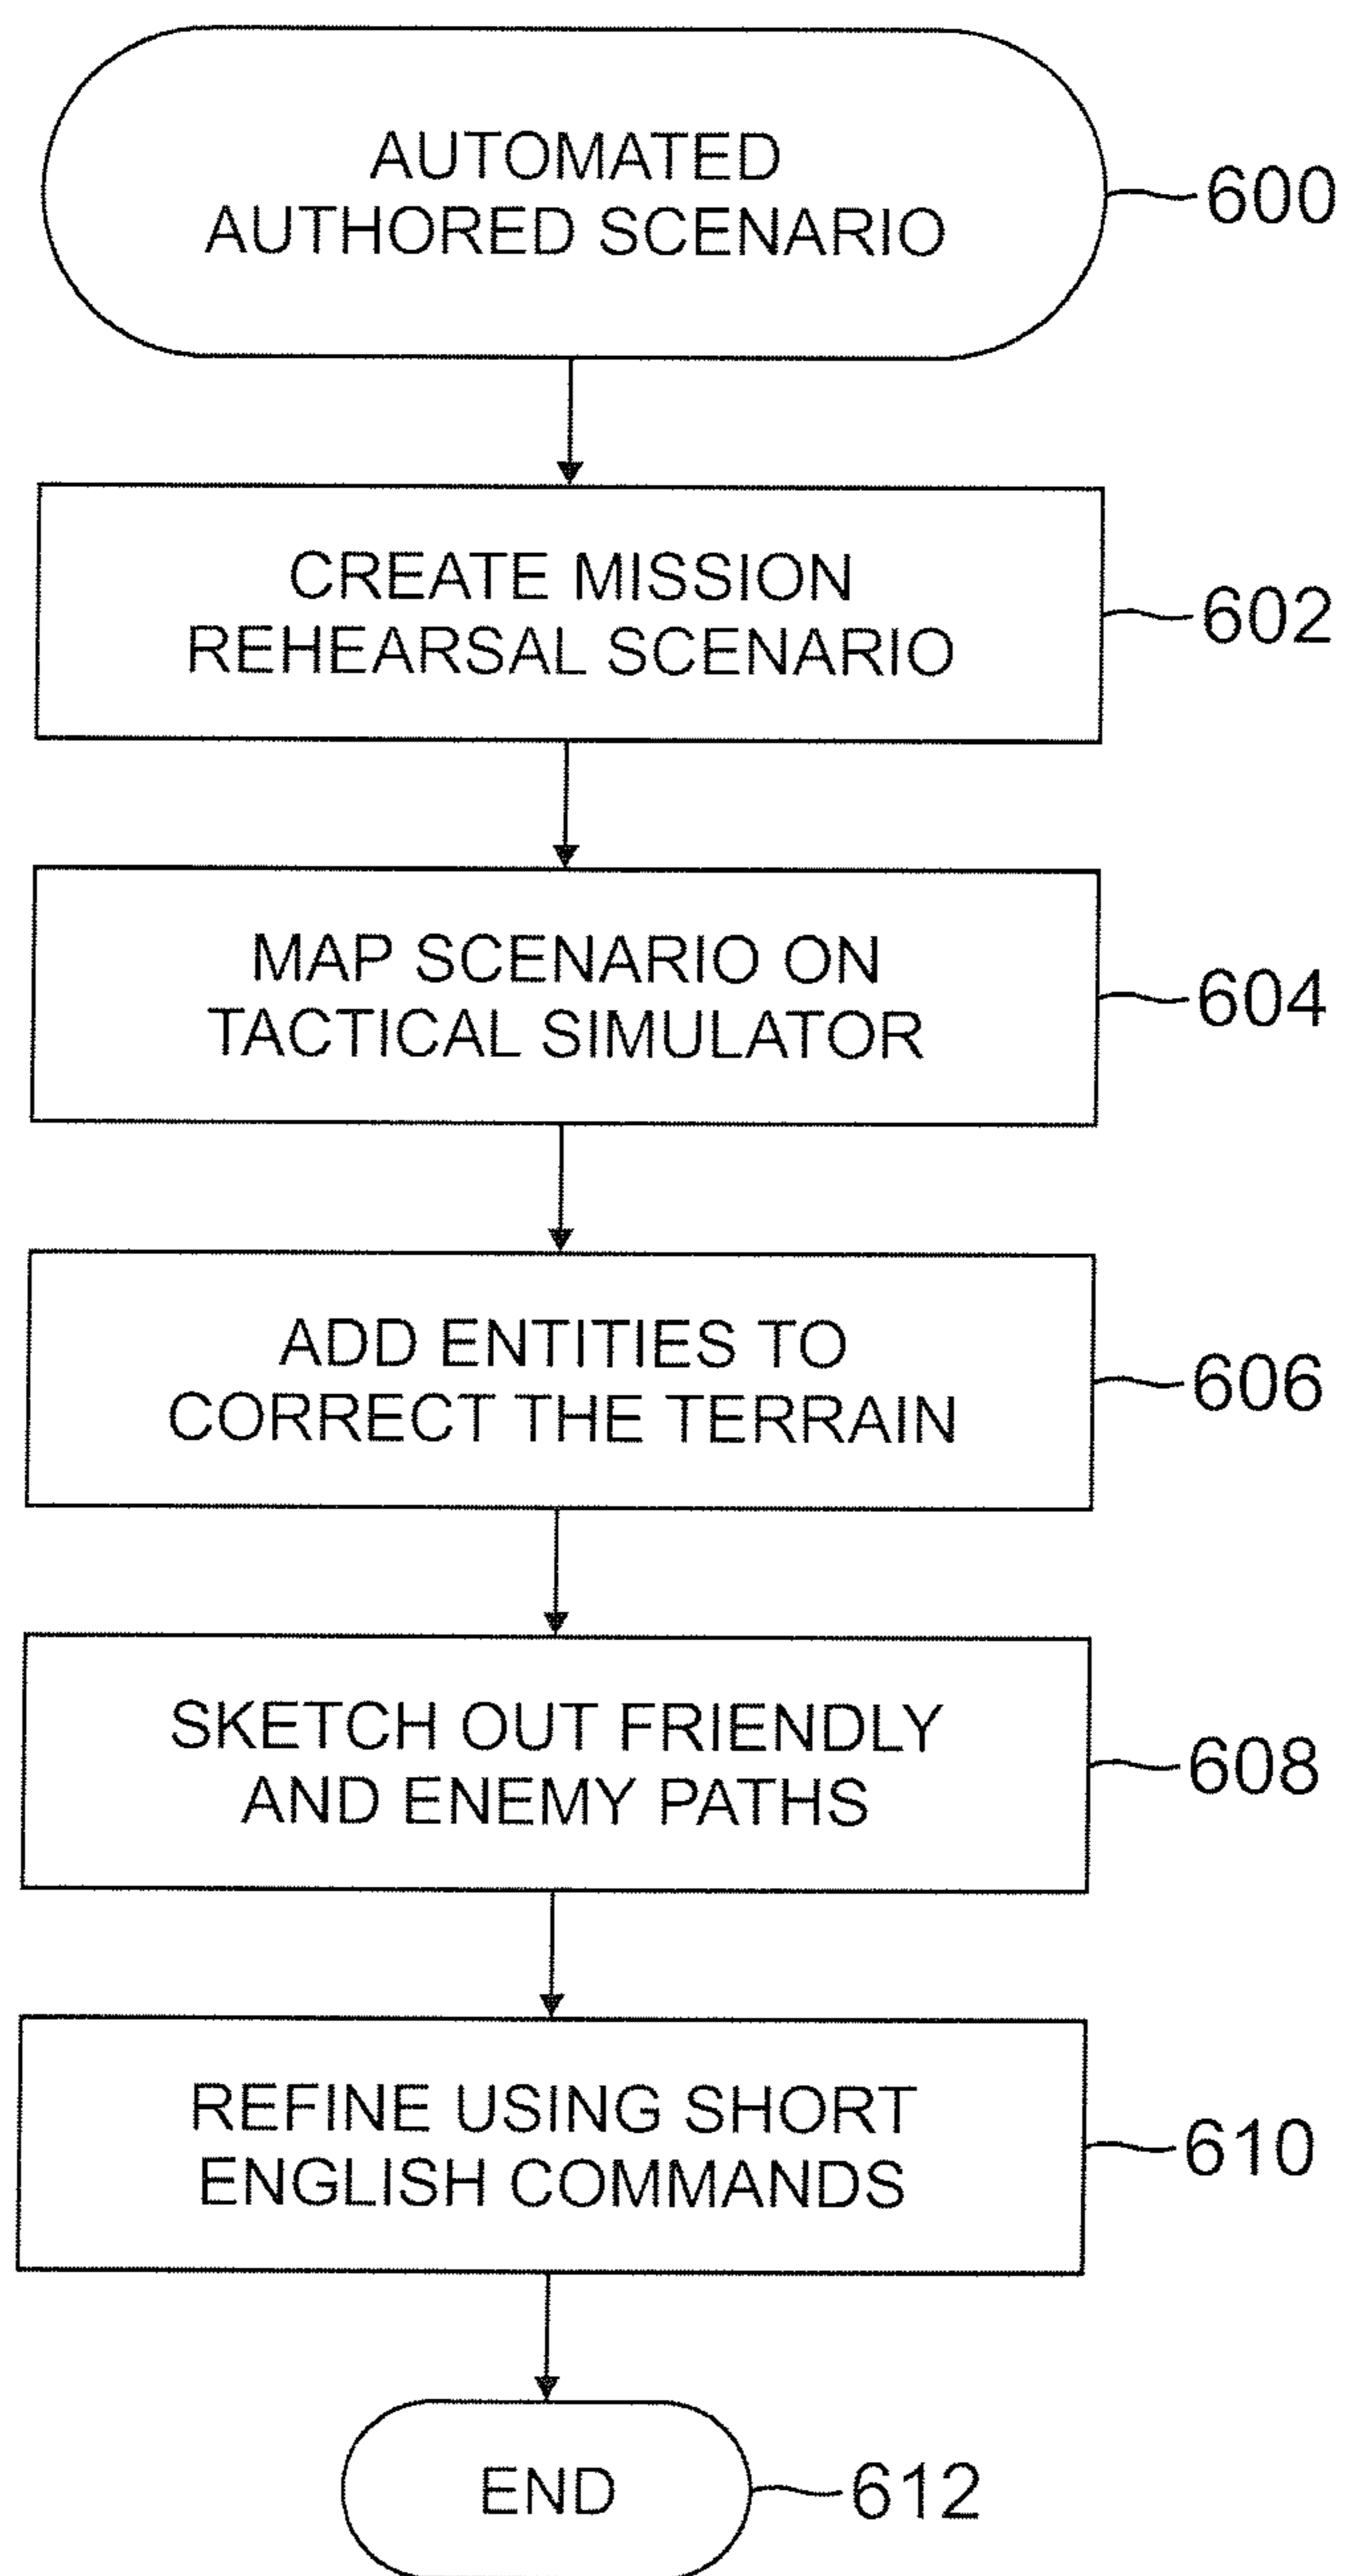 AUTOMATED
AUTHORED SCENARIO
600
CREATE MISSION
REHEARSAL SCENARIO
602
MAP SCENARIO ON
TACTICAL SIMULATOR
604
ADD ENTITIES TO
CORRECT THE TERRAIN
606
SKETCH OUT FRIENDLY
AND ENEMY PATHS
608
REFINE USING SHORT
ENGLISH COMMANDS
610
END
612